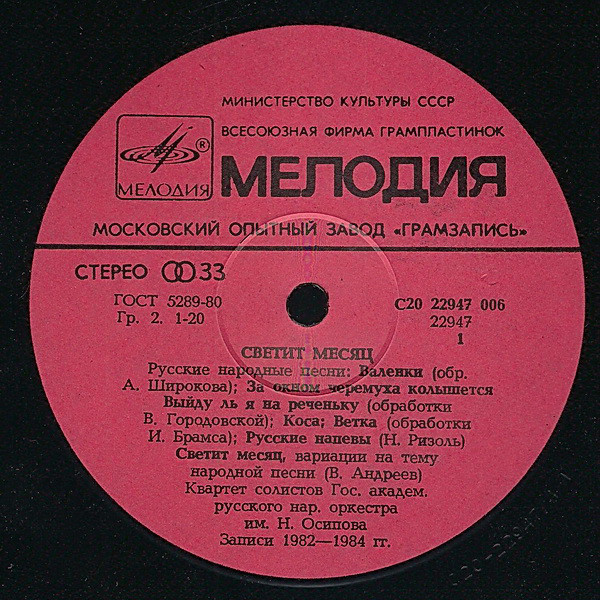 МИНИСТЕРСТВО КУЛЬТУРЫ СССР
ВСЕСОЮЗНАЯ ФИРМА ГРАМПЛАСТИНОК
®
МЕЛОДИЯ
МЕЛОДИЯ
МОСКОВСКИЙ ОПЫТНЫЙ ЗАВОД «ГРАМЗАПИСЬ»
СТЕРЕО 33
ГОСТ 5289-80
Гр. 2. 1-20
С20 22947 006
22947
1
СВЕТИТ МЕСЯЦ
Русские народные песни: Валенки (обр.
А. Широкова); За окном черемуха колышется
Выйду ль я на реченьку (обработки
В. Городовской); Коса; Ветка (обработки
И. Брамса); Русские напевы (Н. Ризоль)
Светит месяц, вариации на тему
народной песни (В. Андреев)
Квартет солистов Гос. академ.
русского нар. оркестра
им. Н. Осипова
Записи 1982—1984 гг.